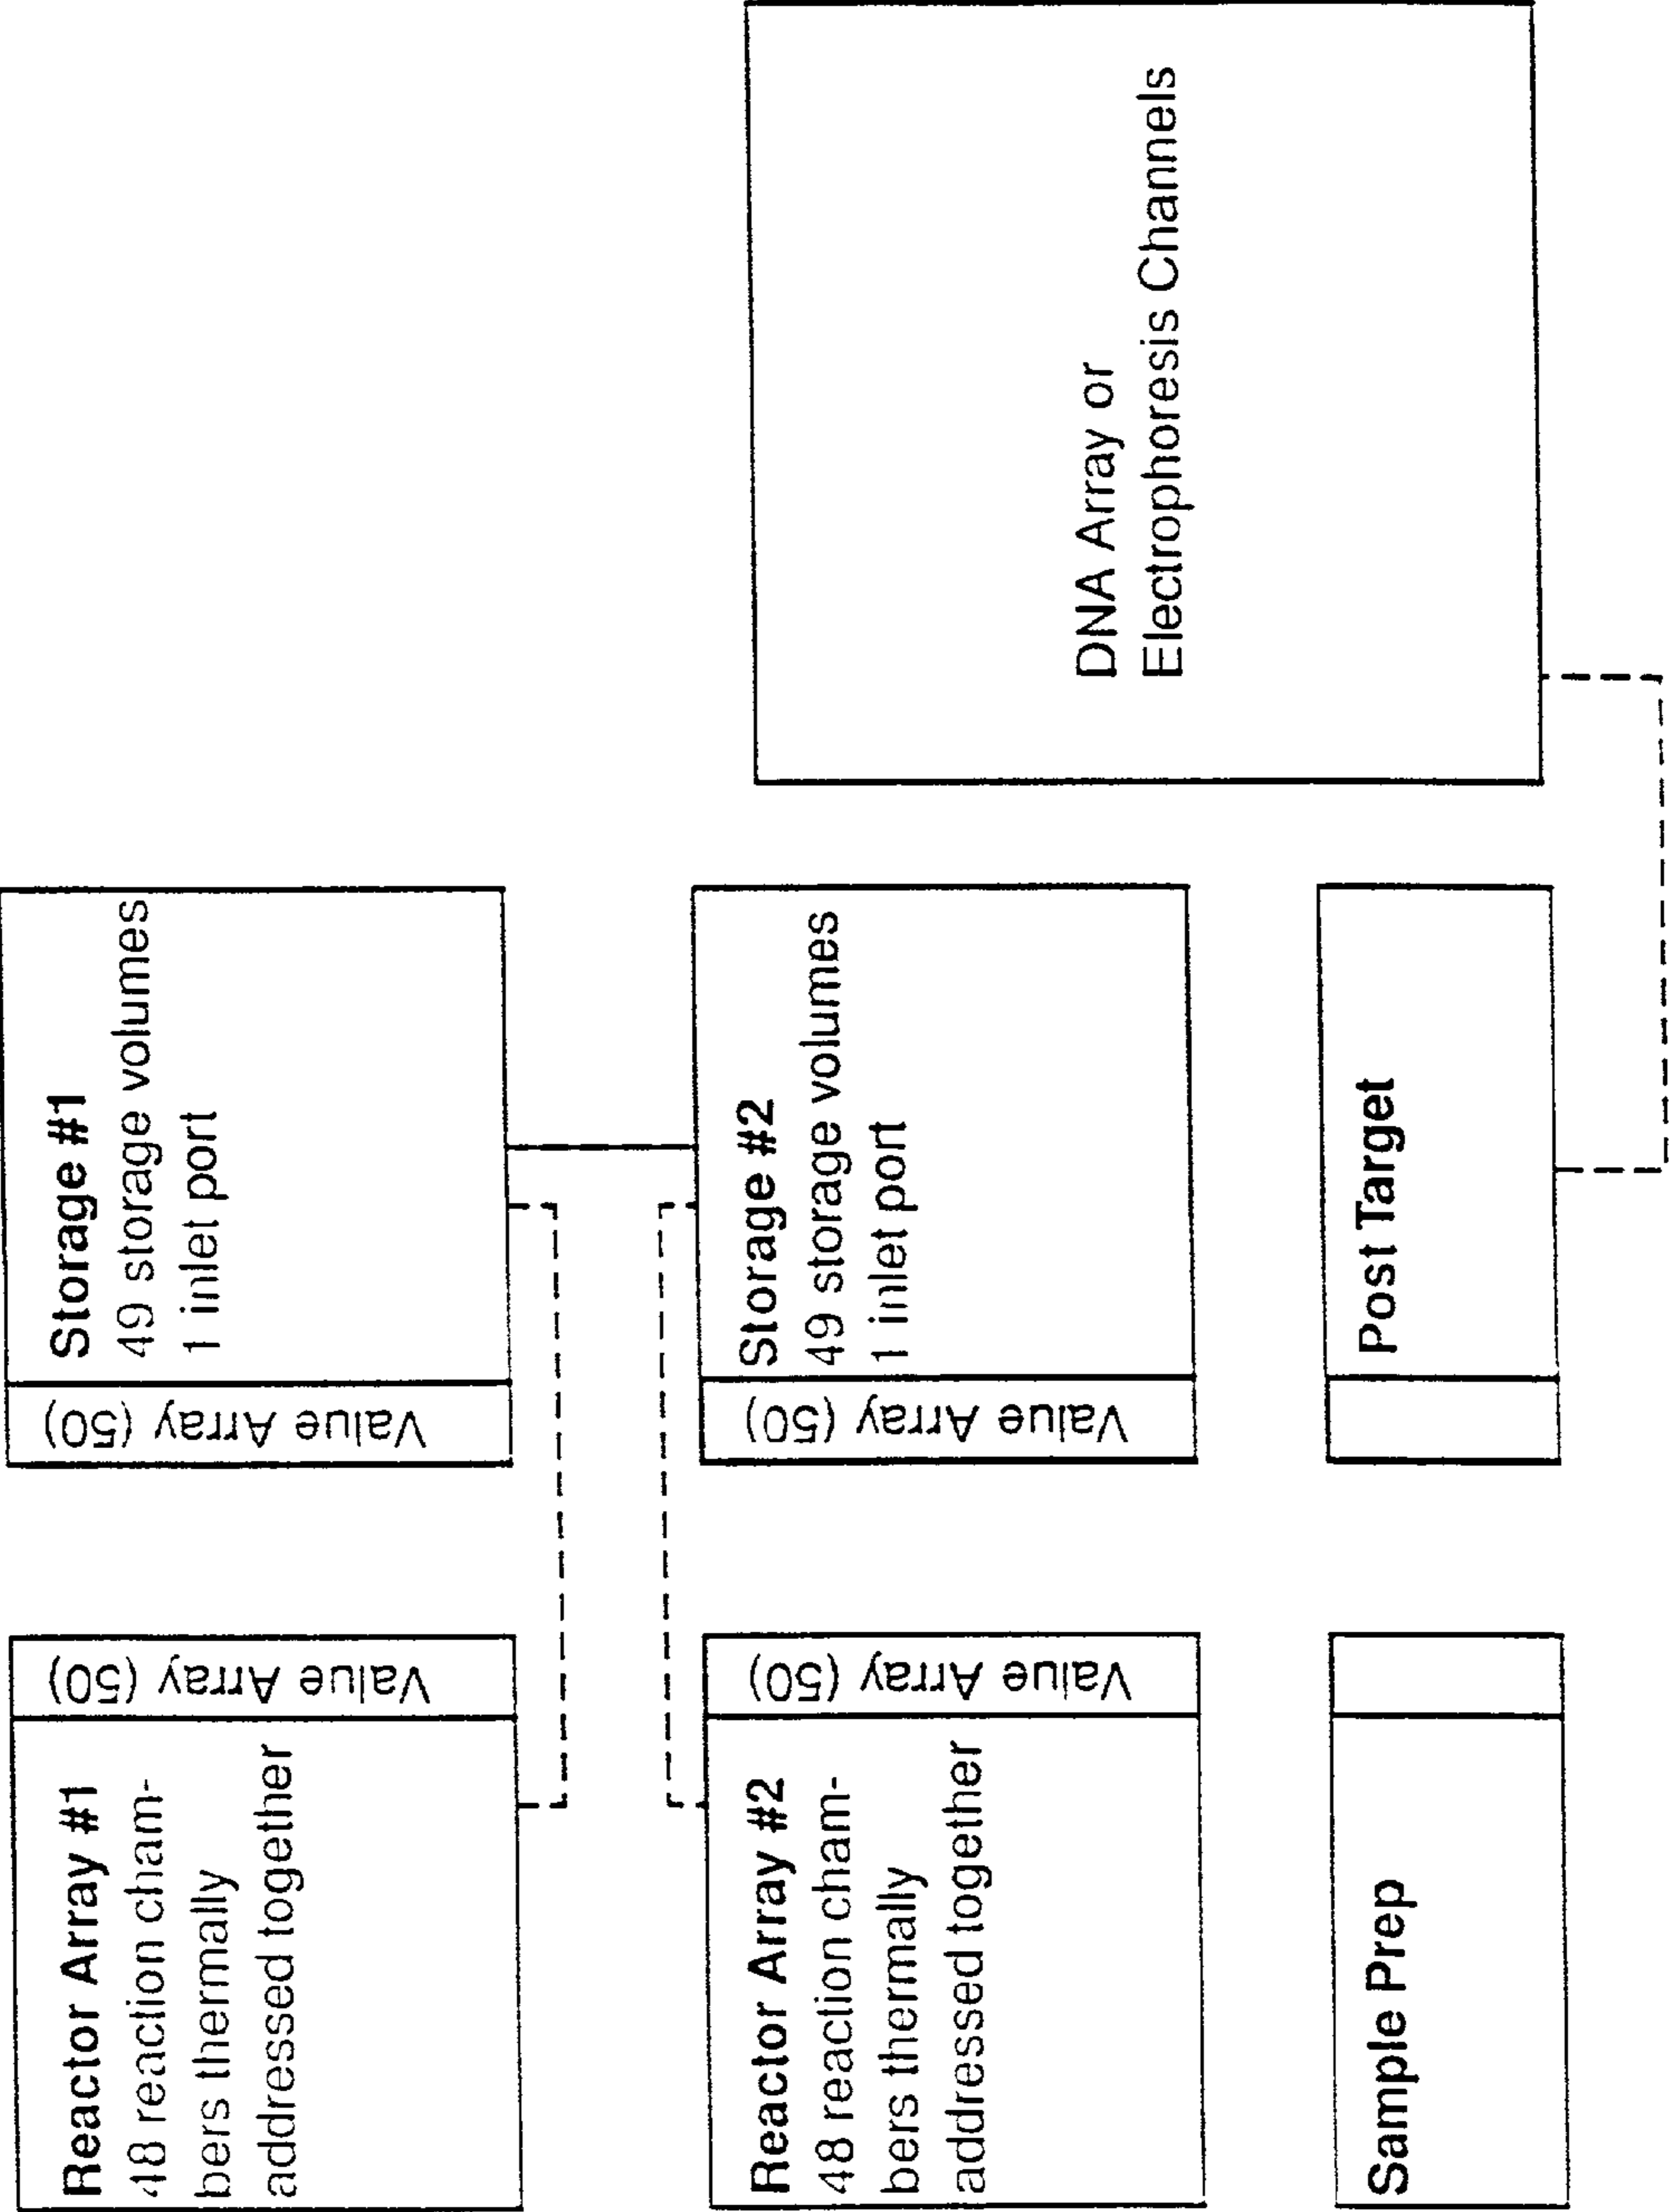 Reactor Array #1
48 reaction cham-
bers thermally
addressed together
Value Array (50)
Value Array (50)
Storage #1
49 storage volumes
1 inlet port
Reactor Array #2
48 reaction cham-
bers thermally
addressed together
Value Array (50)
Value Array (50)
Storage #2
49 storage volumes
1 inlet port
DNA Array or
Electrophoresis Channels
Sample Prep
Post Target